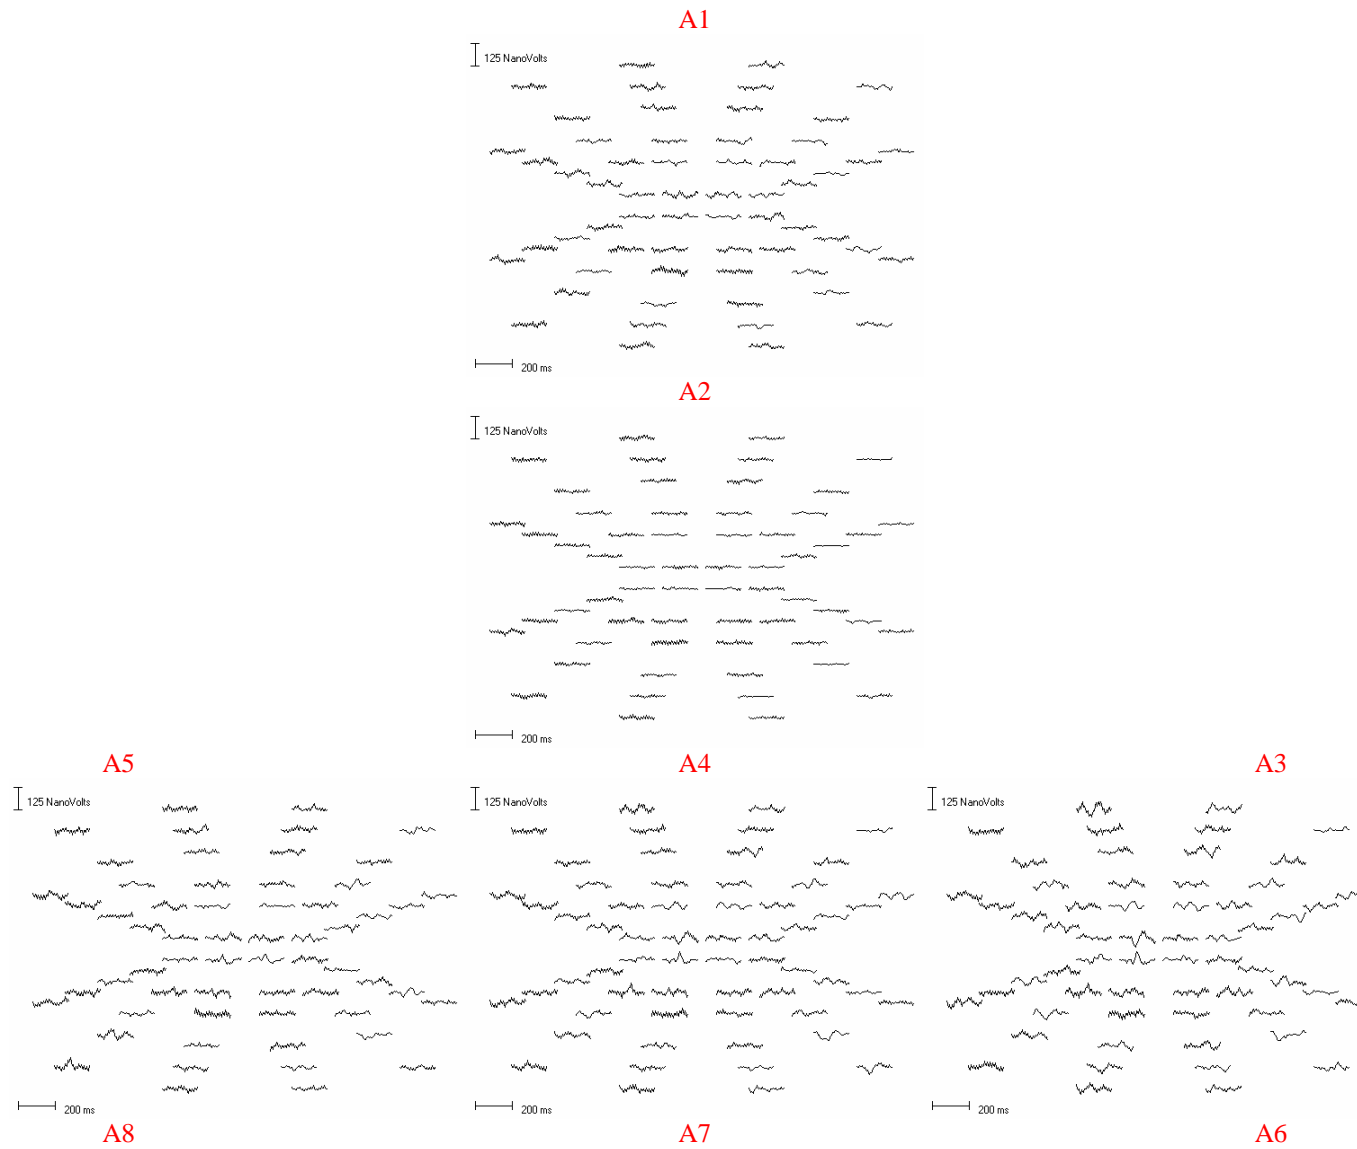 A1
125 NanoVolts
200 ms
A2
125 NanoVolts
200 ms
A5 A4 A3
125 NanoVolts 125 NanoVolts 125 NanoVolts
200 ms 200 ms 200 ms
A8 A7 A6